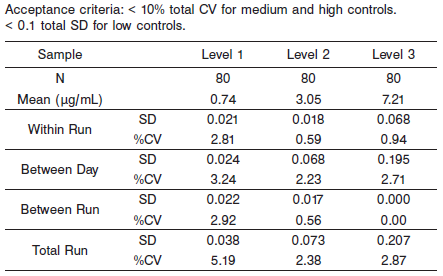 Acceptance criteria: < 10% total CV for medium and high controls.
< 0.1 total SD for low controls.
Sample Level 1 Level 2 Level 3
N 80 80 80
Mean (μg/mL) 0.74 3.05 7.21
Within Run SD 0.021 0.018 0.068
%CV 2.81 0.59 0.94
Between Day SD 0.024 0.068 0.195
%CV 3.24 2.23 2.71
Between Run SD 0.022 0.017 0.000
%CV 2.92 0.56 0.00
Total Run SD 0.038 0.073 0.207
%CV 5.19 2.38 2.87